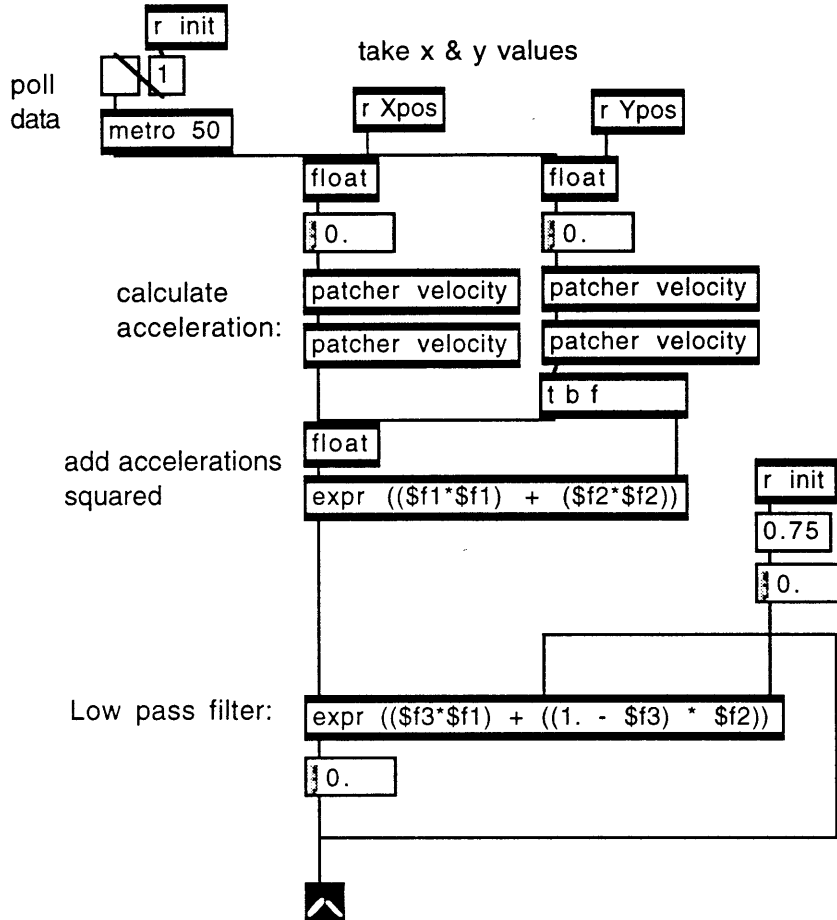 r init
take x & y values
1
poll
data
r Xpos
r Ypos
metro 50
float
float
0.
0.
calculate
acceleration:
patcher velocity
patcher velocity
patcher velocity
patcher velocity
t b f
float
add accelerations
squared
r init
expr (($f1*$f1) + ($f2*$f2))
0.75
0.
Low pass filter:
expr (($f3*$f1) + ((1. - $f3) * $f2))
0.